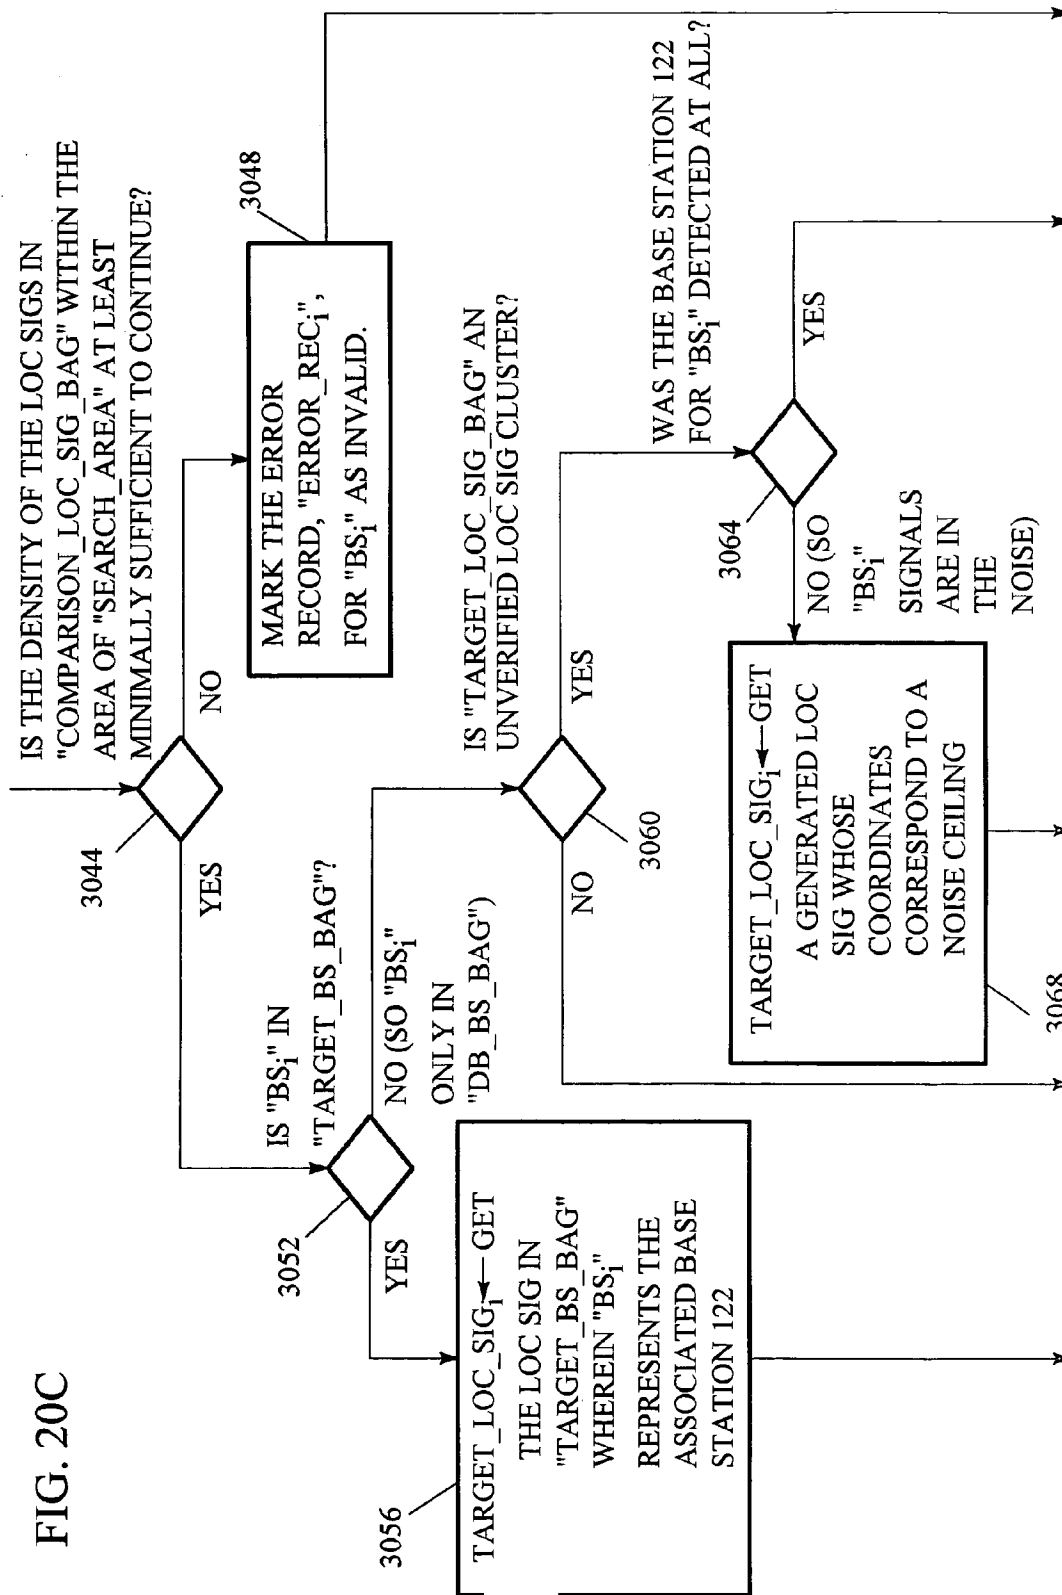 FIG. 20C
IS THE DENSITY OF THE LOC SIGS IN
"COMPARISON_LOC_SIG_BAG" WITHIN THE
AREA OF "SEARCH_AREA" AT LEAST
MINIMALLY SUFFICIENT TO CONTINUE?
3044
YES
NO
3048
MARK THE ERROR
RECORD, "ERROR_RECi",
FOR "BSi" AS INVALID.
IS "BSi" IN
"TARGET_BS_BAG"?
3052
YES
NO (SO "BSi"
ONLY IN
"DB_BS_BAG")
3056
TARGET_LOC_SIGi←GET
THE LOC SIG IN
"TARGET_BS_BAG"
WHEREIN "BSi"
REPRESENTS THE
ASSOCIATED BASE
STATION 122
IS "TARGET_LOC_SIG_BAG" AN
UNVERIFIED LOC SIG CLUSTER?
3060
NO
YES
WAS THE BASE STATION 122
FOR "BSi" DETECTED AT ALL?
3064
YES
NO (SO
"BSi"
SIGNALS
ARE IN
THE
NOISE)
TARGET_LOC_SIGi←GET
A GENERATED LOC
SIG WHOSE
COORDINATES
CORRESPOND TO A
NOISE CEILING
3068